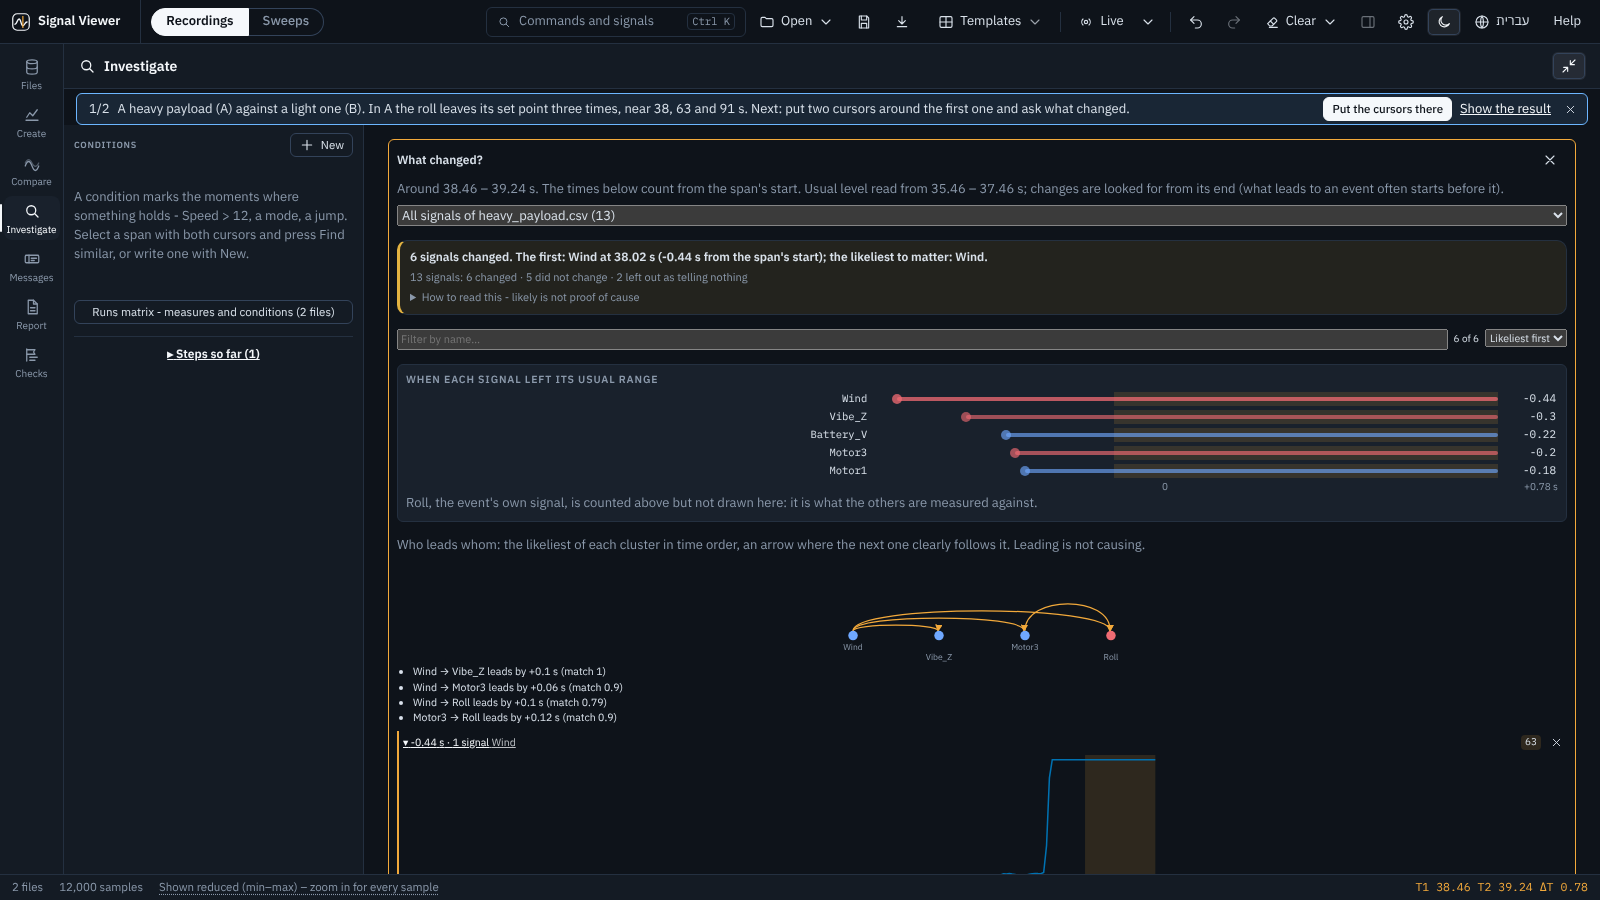 Signal Viewer
Recordings
Sweeps
Commands and signals
Ctrl K
Open
Templates
Live
Clear
עברית
Help
Files
Create
Compare
Investigate
Messages
Report
Checks
Investigate
1/2 A heavy payload (A) against a light one (B). In A the roll leaves its set point three times, near 38, 63 and 91 s. Next: put two cursors around the first one and ask what changed.
Put the cursors there
Show the result
CONDITIONS
New
A condition marks the moments where
something holds - Speed > 12, a mode, a jump.
Select a span with both cursors and press Find
similar, or write one with New.
Runs matrix - measures and conditions (2 files)
▸ Steps so far (1)
What changed?
Around 38.46 – 39.24 s. The times below count from the span's start. Usual level read from 35.46 – 37.46 s; changes are looked for from its end (what leads to an event often starts before it).
All signals of heavy_payload.csv (13)
6 signals changed. The first: Wind at 38.02 s (-0.44 s from the span's start); the likeliest to matter: Wind.
13 signals: 6 changed · 5 did not change · 2 left out as telling nothing
▶ How to read this - likely is not proof of cause
Filter by name...
6 of 6
Likeliest first
WHEN EACH SIGNAL LEFT ITS USUAL RANGE
Wind -0.44
Vibe_Z -0.3
Battery_V -0.22
Motor3 -0.2
Motor1 -0.18
0 +0.78 s
Roll, the event's own signal, is counted above but not drawn here: it is what the others are measured against.
Who leads whom: the likeliest of each cluster in time order, an arrow where the next one clearly follows it. Leading is not causing.
Wind
Vibe_Z
Motor3
Roll
• Wind → Vibe_Z leads by +0.1 s (match 1)
• Wind → Motor3 leads by +0.06 s (match 0.9)
• Wind → Roll leads by +0.1 s (match 0.79)
• Motor3 → Roll leads by +0.12 s (match 0.9)
▾ -0.44 s · 1 signal Wind
63
2 files
12,000 samples
Shown reduced (min–max) – zoom in for every sample
T1 38.46 T2 39.24 ΔT 0.78